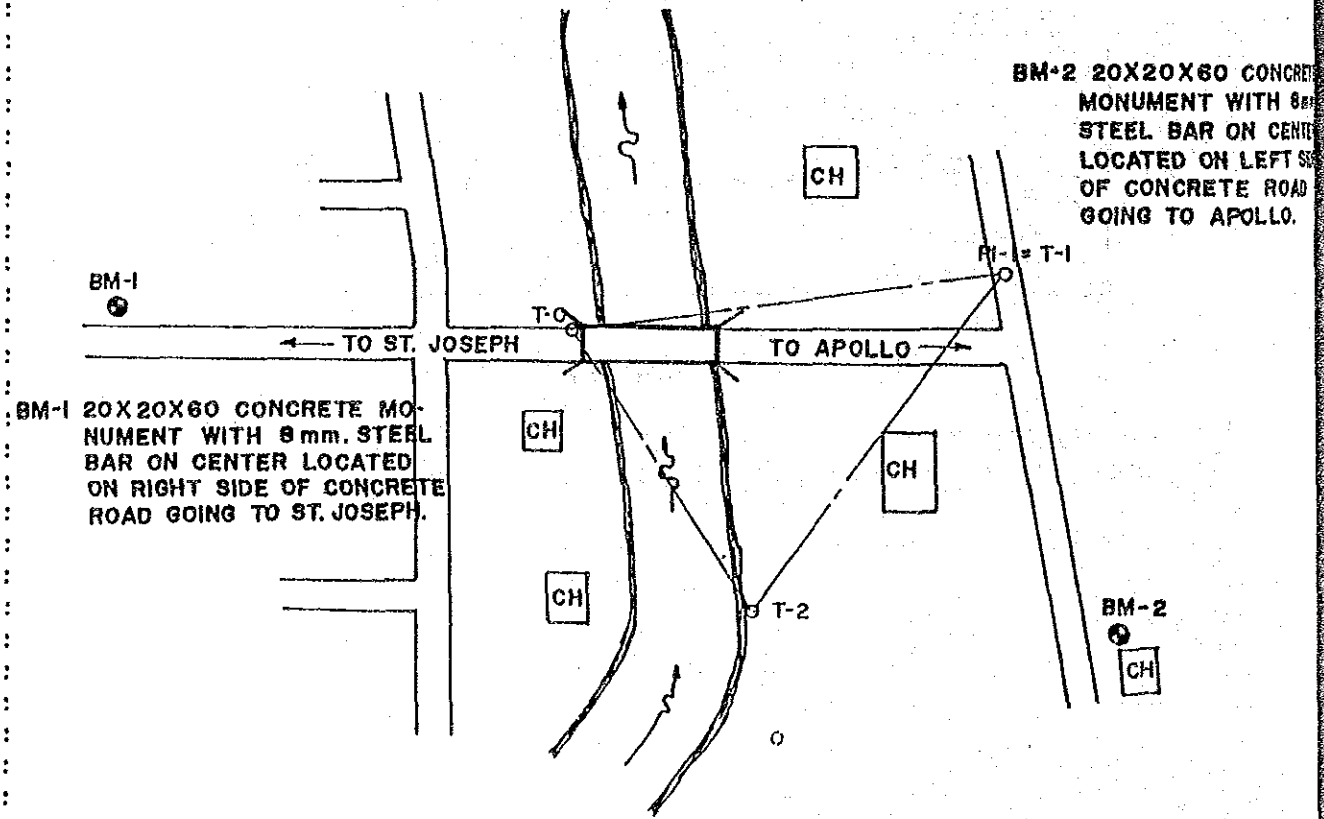 BM-2 20X20X60 CONCRE
MONUMENT WITH 8m
STEEL BAR ON CENTE
LOCATED ON LEFT S
OF CONCRETE ROAD
GOING TO APOLLO.
CH
PI-1 = T-1
BM-1
T-0
← TO ST. JOSEPH
TO APOLLO →
BM-1 20X20X60 CONCRETE MO-
NUMENT WITH 8 mm. STEEL
BAR ON CENTER LOCATED
ON RIGHT SIDE OF CONCRETE
ROAD GOING TO ST. JOSEPH.
CH
CH
CH
T-2
BM-2
CH